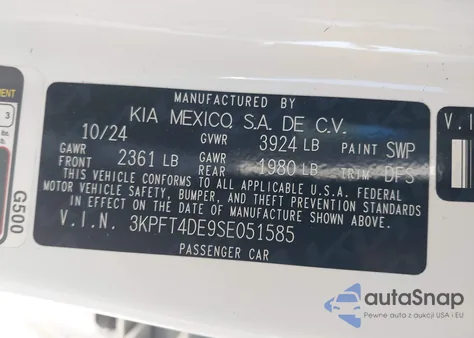 MANUFACTURED BY
KIA MEXICO, S.A. DE C.V.
10/24 GVWR 3924 LB PAINT SWP
GAWR FRONT 2361 LB GAWR REAR 1980 LB TRIM DFS
THIS VEHICLE CONFORMS TO ALL APPLICABLE U.S.A. FEDERAL
MOTOR VEHICLE SAFETY, BUMPER, AND THEFT PREVENTION STANDARDS
IN EFFECT ON THE DATE OF MANUFACTURE SHOWN ABOVE.
V.I.N. 3KPFT4DE9SE051585
PASSENGER CAR
G500
3
V.I
autoSnap
Pewne auta z aukcji USA i EU